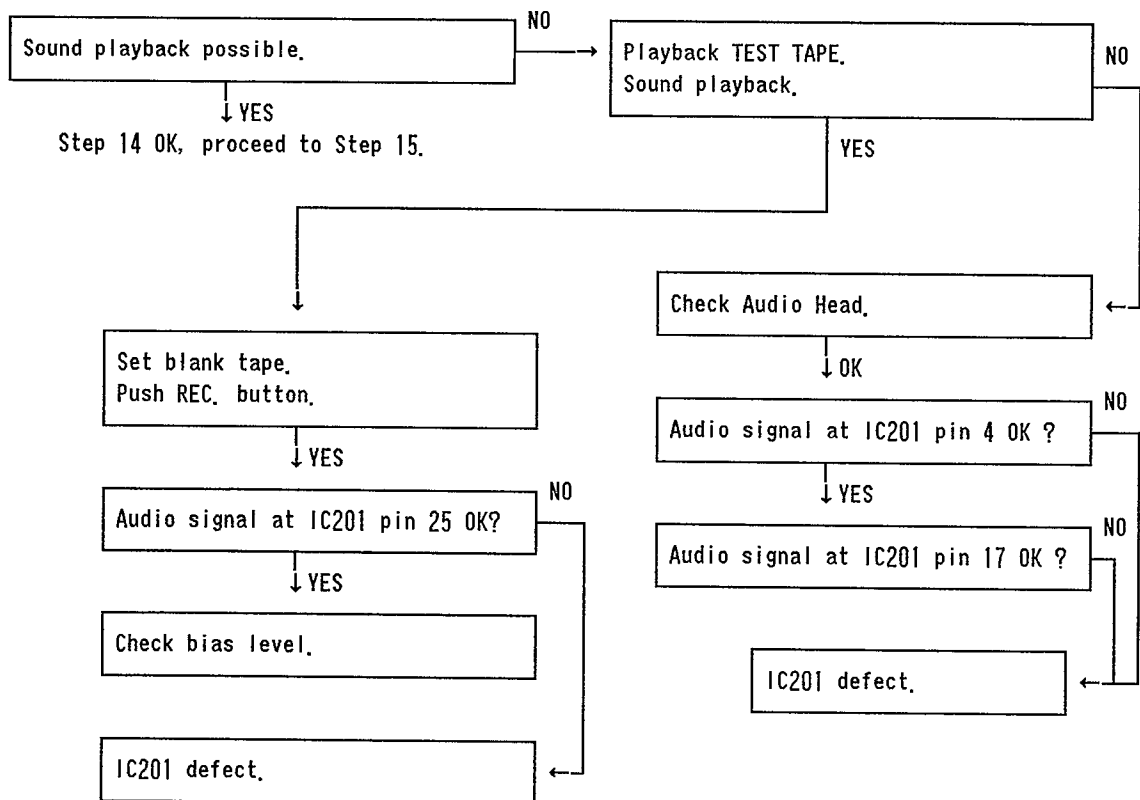 Sound playback possible.
NO
Playback TEST TAPE.
Sound playback.
NO
↓ YES
Step 14 OK, proceed to Step 15.
YES
Check Audio Head.
Set blank tape.
Push REC. button.
↓ OK
↓ YES
Audio signal at IC201 pin 4 OK ?
NO
↓ YES
Audio signal at IC201 pin 25 OK?
NO
Audio signal at IC201 pin 17 OK ?
NO
↓ YES
Check bias level.
IC201 defect.
IC201 defect.